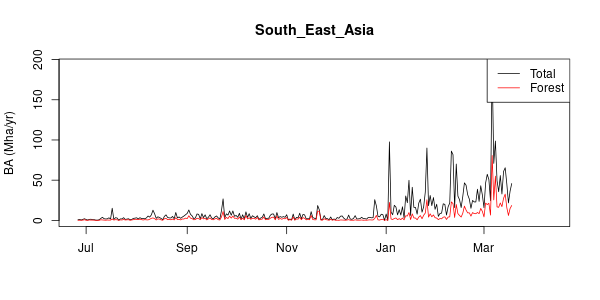 South_East_Asia
BA (Mha/yr)
200
150
100
50
0
Total
Forest
Jul Sep Nov Jan Mar